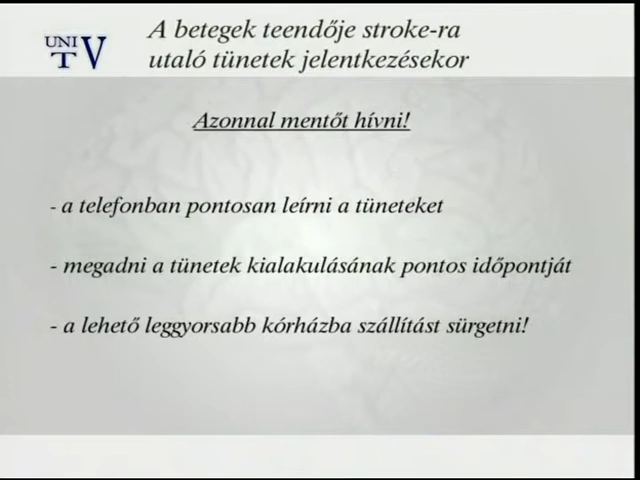 UNI
TV
A betegek teendője stroke-ra
utaló tünetek jelentkezésekor
Azonnal mentőt hívni!
- a telefonban pontosan leírni a tüneteket
- megadni a tünetek kialakulásának pontos időpontját
- a lehető leggyorsabb kórházba szállítást sürgetni!